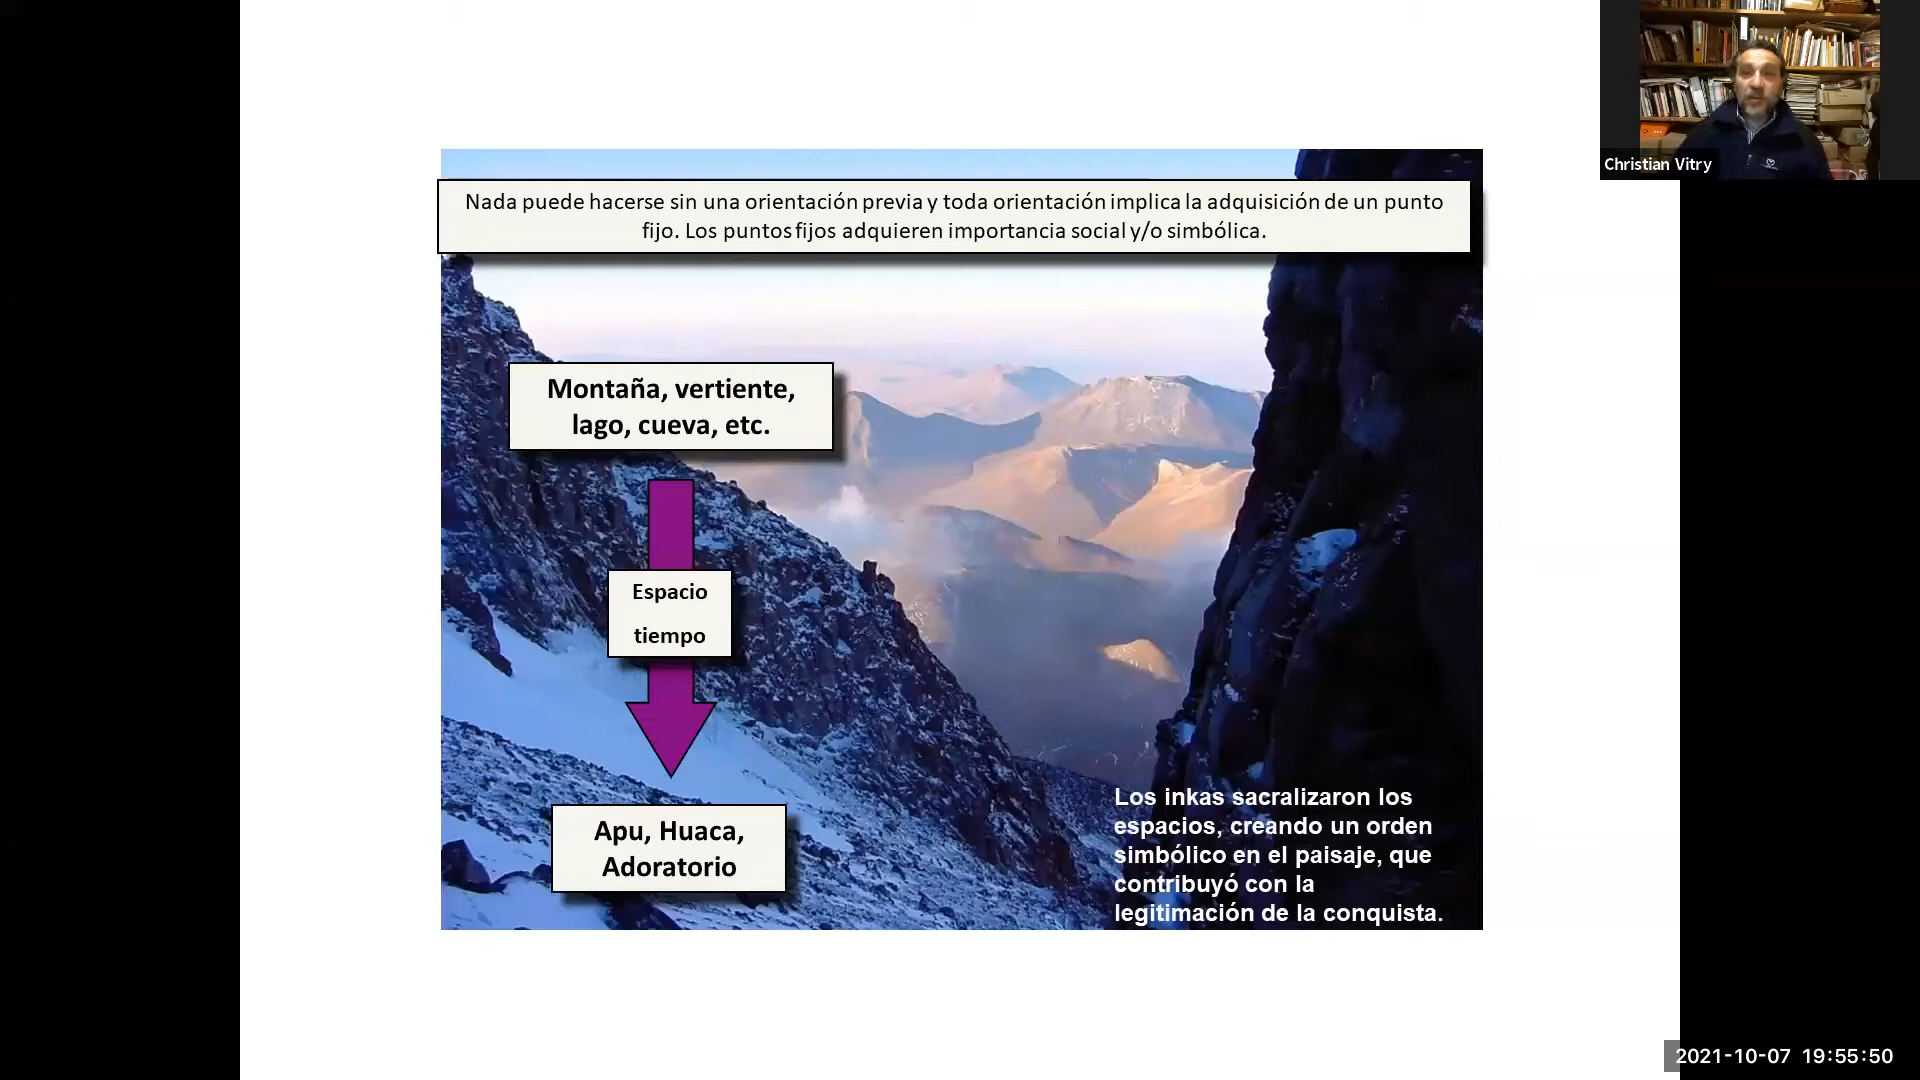 Christian Vitry
Nada puede hacerse sin una orientación previa y toda orientación implica la adquisición de un punto
fijo. Los puntos fijos adquieren importancia social y/o simbólica.
Montaña, vertiente,
lago, cueva, etc.
Espacio
tiempo
Apu, Huaca,
Adoratorio
Los inkas sacralizaron los
espacios, creando un orden
simbólico en el paisaje, que
contribuyó con la
legitimación de la conquista.
2021-10-07 19:55:50